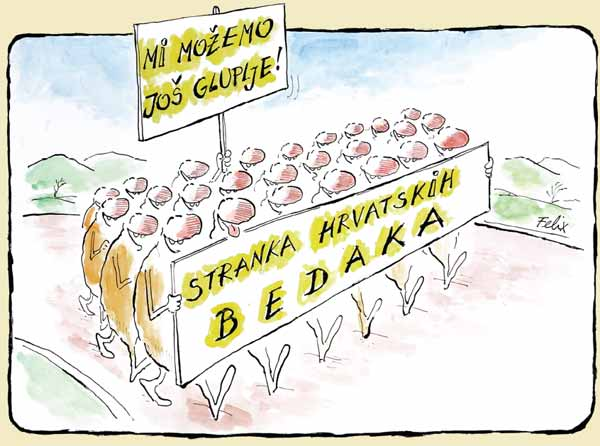 MI MOŽEMO
JOŠ GLUPLJE!
STRANKA HRVATSKIH
BEDAKA
Felix